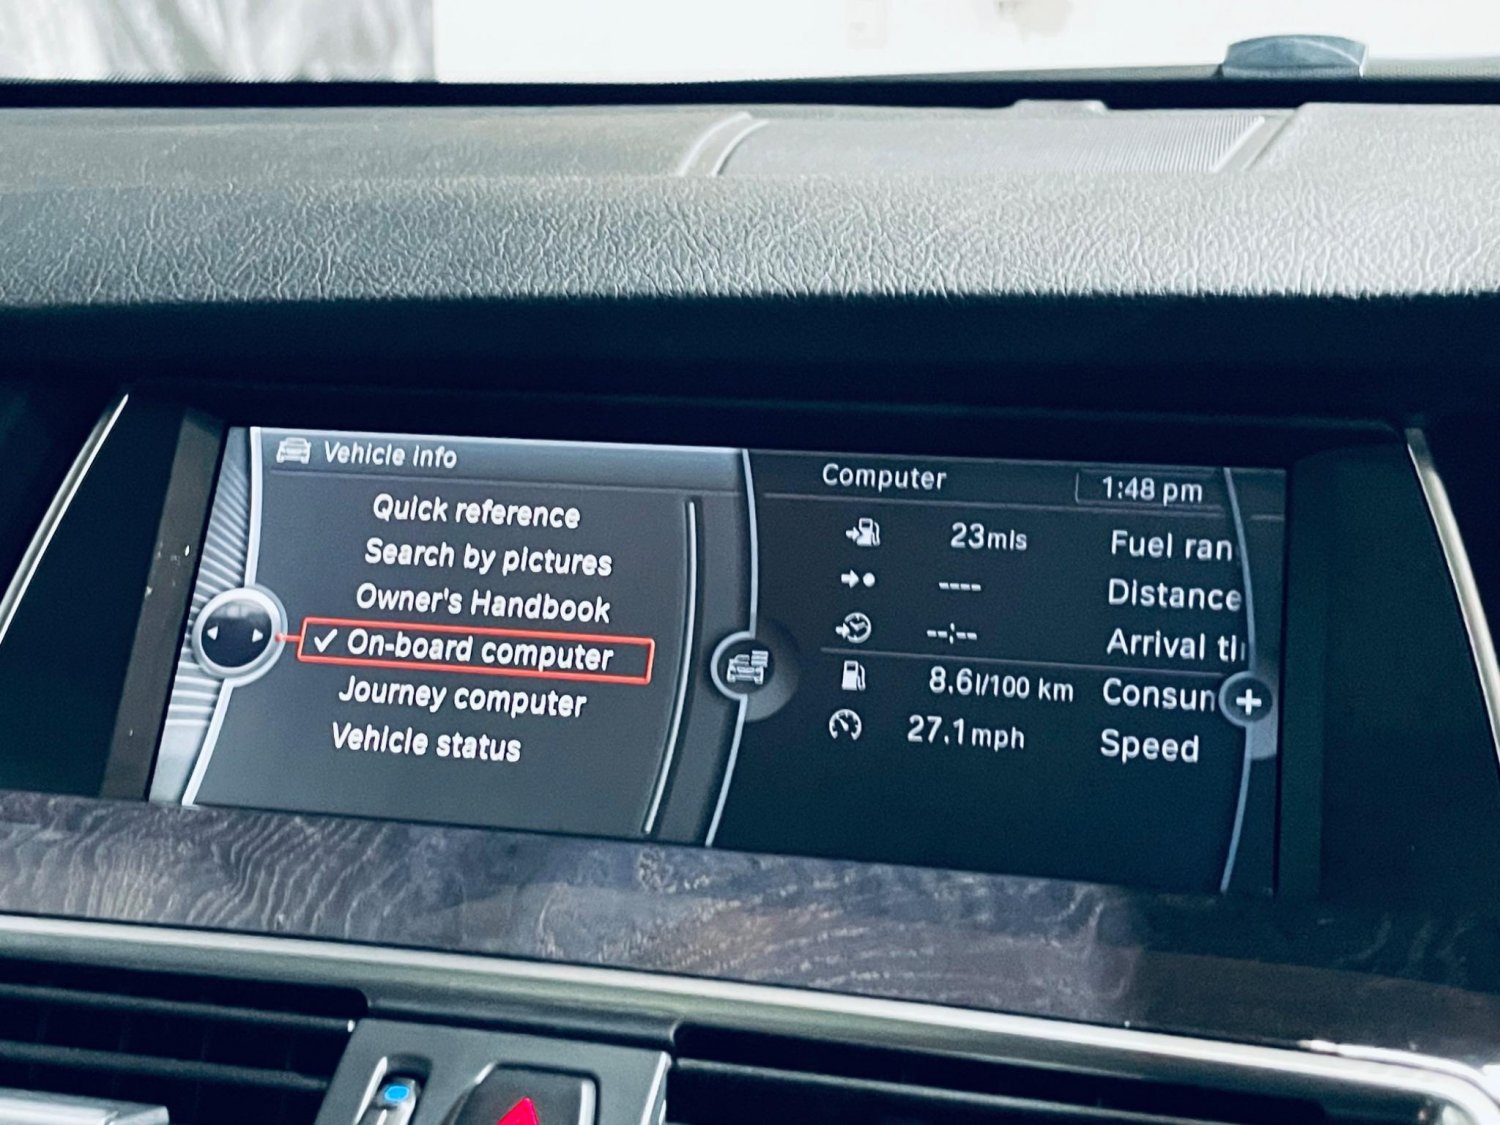 Vehicle info
Quick reference
Search by pictures
Owner's Handbook
✓ On-board computer
Journey computer
Vehicle status
Computer
1:48 pm
23mls Fuel ran
---- Distance
--:-- Arrival ti
8.6l/100 km Consun
27.1mph Speed